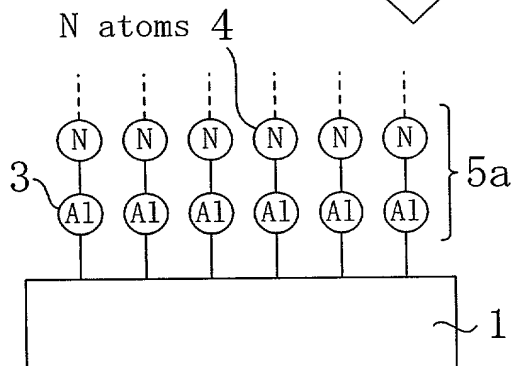 N atoms 4
N N N N N N
3
Al Al Al Al Al Al
5a
1